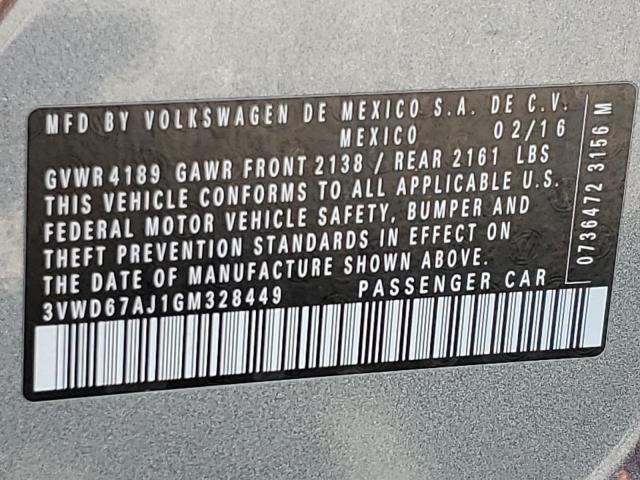 MFD BY VOLKSWAGEN DE MEXICO S.A. DE C.V.
MEXICO 02/16
GVWR 4189 GAWR FRONT 2138 / REAR 2161 LBS
THIS VEHICLE CONFORMS TO ALL APPLICABLE U.S.
FEDERAL MOTOR VEHICLE SAFETY, BUMPER AND
THEFT PREVENTION STANDARDS IN EFFECT ON
THE DATE OF MANUFACTURE SHOWN ABOVE.
3VWD67AJ1GM328449 PASSENGER CAR
0736472 3156 M